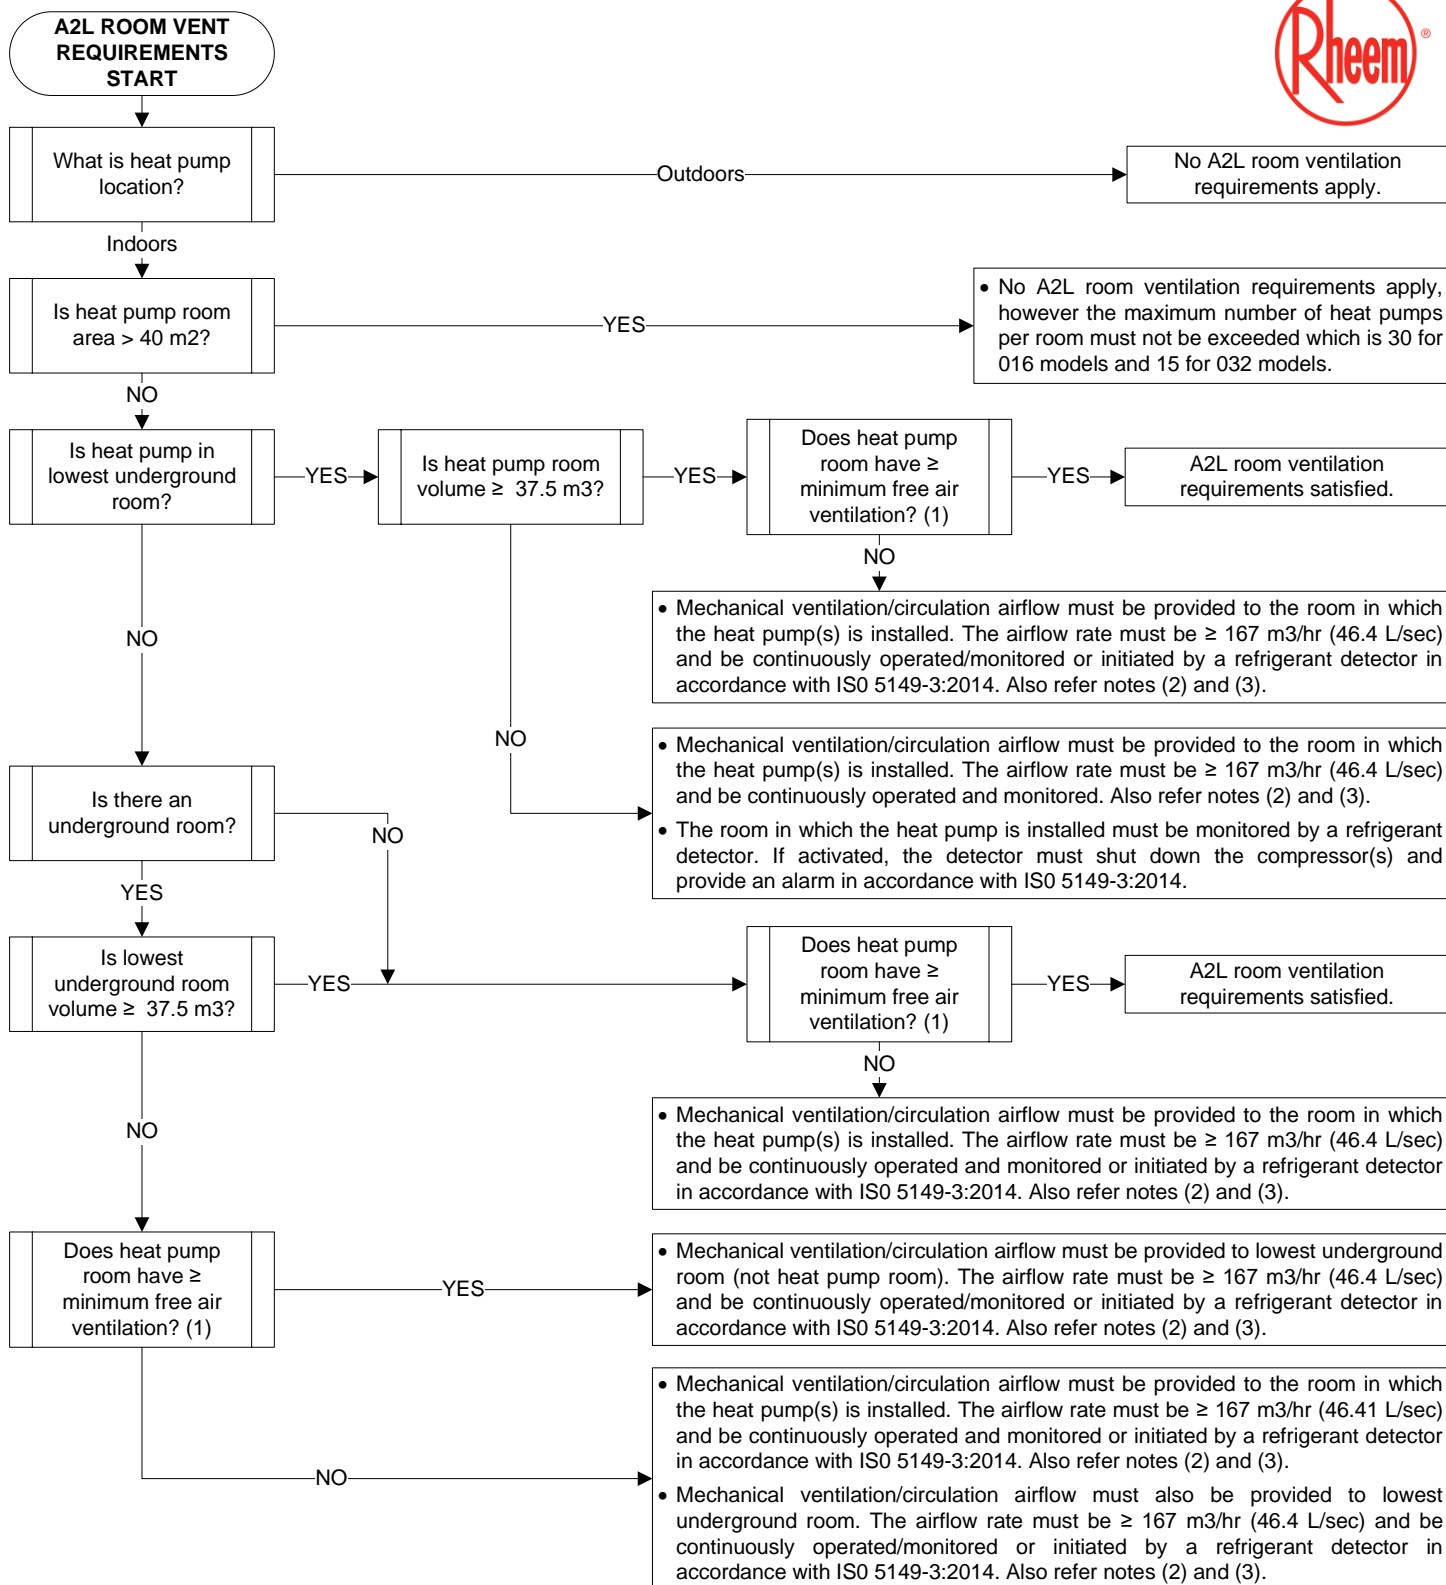 A2L ROOM VENT
REQUIREMENTS
START
Rheem
®
What is heat pump
location?
Outdoors
No A2L room ventilation
requirements apply.
Indoors
Is heat pump room
area > 40 m2?
YES
• No A2L room ventilation requirements apply,
however the maximum number of heat pumps
per room must not be exceeded which is 30 for
016 models and 15 for 032 models.
NO
Is heat pump in
lowest underground
room?
YES
Is heat pump room
volume ≥ 37.5 m3?
YES
Does heat pump
room have ≥
minimum free air
ventilation? (1)
YES
A2L room ventilation
requirements satisfied.
NO
• Mechanical ventilation/circulation airflow must be provided to the room in which
the heat pump(s) is installed. The airflow rate must be ≥ 167 m3/hr (46.4 L/sec)
and be continuously operated/monitored or initiated by a refrigerant detector in
accordance with IS0 5149-3:2014. Also refer notes (2) and (3).
NO
NO
• Mechanical ventilation/circulation airflow must be provided to the room in which
the heat pump(s) is installed. The airflow rate must be ≥ 167 m3/hr (46.4 L/sec)
and be continuously operated and monitored. Also refer notes (2) and (3).
• The room in which the heat pump is installed must be monitored by a refrigerant
detector. If activated, the detector must shut down the compressor(s) and
provide an alarm in accordance with IS0 5149-3:2014.
Is there an
underground room?
NO
YES
Is lowest
underground room
volume ≥ 37.5 m3?
YES
Does heat pump
room have ≥
minimum free air
ventilation? (1)
YES
A2L room ventilation
requirements satisfied.
NO
• Mechanical ventilation/circulation airflow must be provided to the room in which
the heat pump(s) is installed. The airflow rate must be ≥ 167 m3/hr (46.4 L/sec)
and be continuously operated and monitored or initiated by a refrigerant detector
in accordance with IS0 5149-3:2014. Also refer notes (2) and (3).
NO
Does heat pump
room have ≥
minimum free air
ventilation? (1)
YES
• Mechanical ventilation/circulation airflow must be provided to lowest underground
room (not heat pump room). The airflow rate must be ≥ 167 m3/hr (46.4 L/sec)
and be continuously operated/monitored or initiated by a refrigerant detector in
accordance with IS0 5149-3:2014. Also refer notes (2) and (3).
NO
• Mechanical ventilation/circulation airflow must be provided to the room in which
the heat pump(s) is installed. The airflow rate must be ≥ 167 m3/hr (46.41 L/sec)
and be continuously operated and monitored or initiated by a refrigerant detector
in accordance with IS0 5149-3:2014. Also refer notes (2) and (3).
• Mechanical ventilation/circulation airflow must also be provided to lowest
underground room. The airflow rate must be ≥ 167 m3/hr (46.4 L/sec) and be
continuously operated/monitored or initiated by a refrigerant detector in
accordance with IS0 5149-3:2014. Also refer notes (2) and (3).